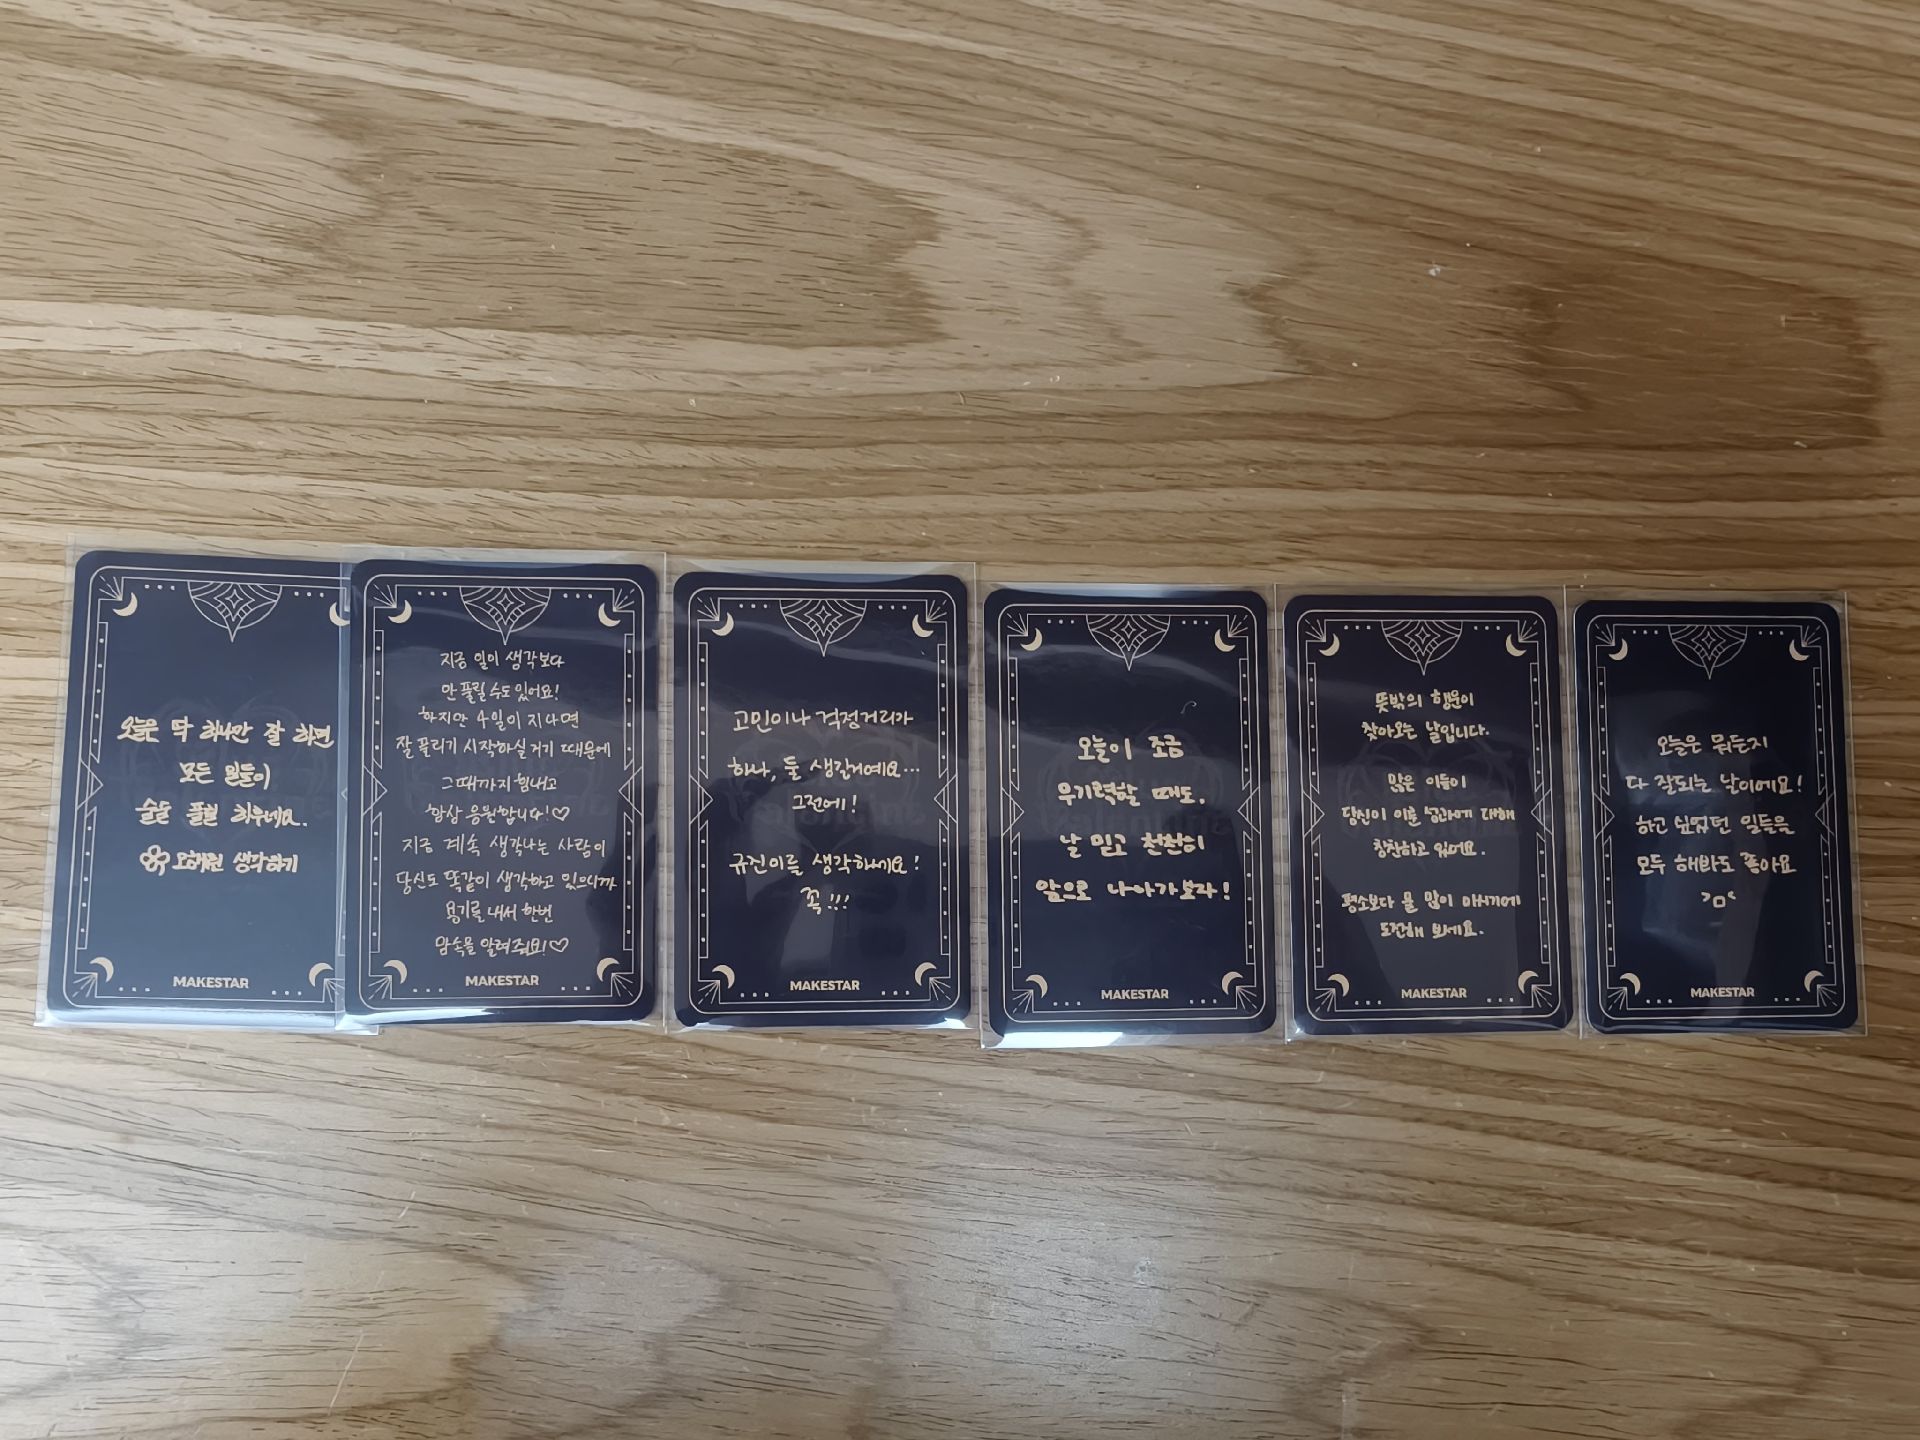 오늘은 딱 하나만 잘 하면
모든 일들이
술술 풀릴 하루네요.
오해원 생각하기
MAKESTAR
지금 일이 생각보다
안 풀릴 수도 있어요!
하지만 4일이 지나면
잘 풀리기 시작하실 거기 때문에
그때까지 힘내고
항상 응원합니다!♡
지금 계속 생각나는 사람이
당신도 똑같이 생각하고 있으니까
용기를 내서 한번
맘속을 알려줘요!♡
MAKESTAR
고민이나 걱정거리가
하나, 둘 생길거예요...
그전에!
규진이를 생각하세요!
쪽!!!
MAKESTAR
오늘이 조금
무기력할 때도,
날 믿고 천천히
앞으로 나아가보자!
MAKESTAR
뜻밖의 행운이
찾아오는 날입니다.
많은 이들이
당신이 이룬 성과에 대해
칭찬하고 있어요.
평소보다 물 많이 마시기에
도전해 보세요.
MAKESTAR
오늘은 뭐든지
다 잘되는 날이에요!
하고 싶었던 일들을
모두 해봐도 좋아요
>ㅁ<
MAKESTAR